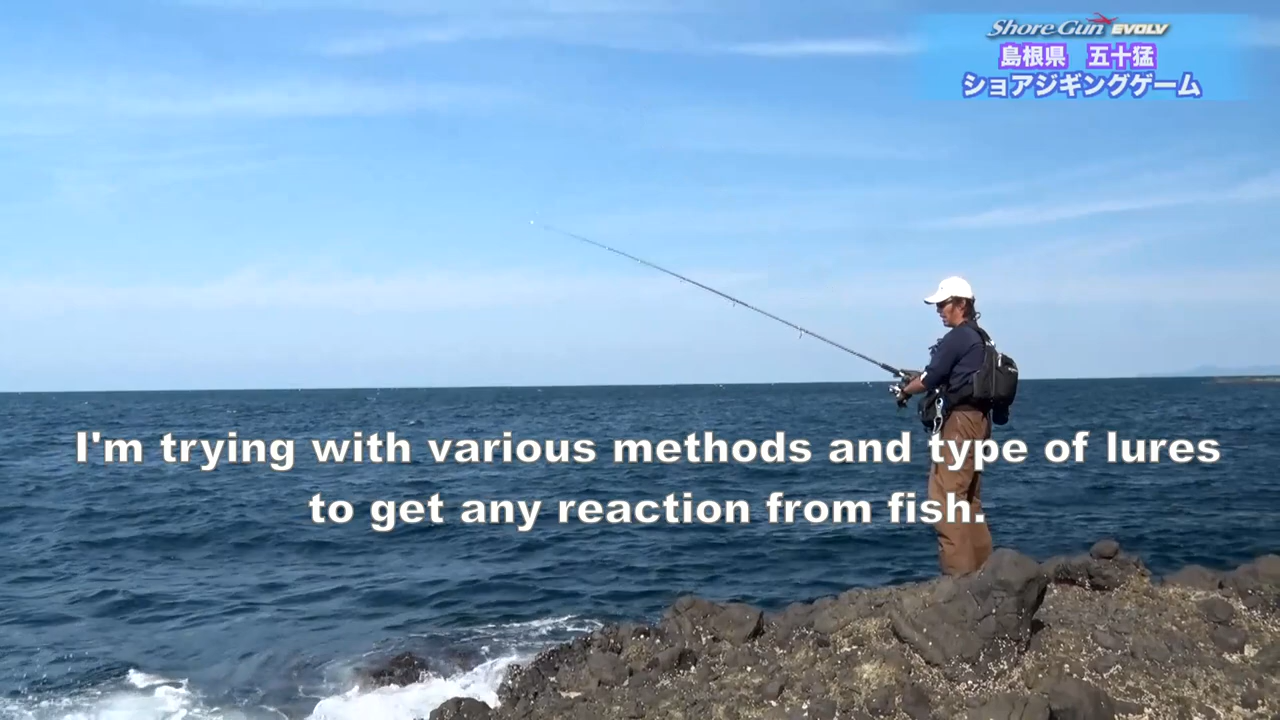 Shore Gun EVOLV
島根県 五十猛
ショアジギングゲーム
I'm trying with various methods and type of lures
to get any reaction from fish.